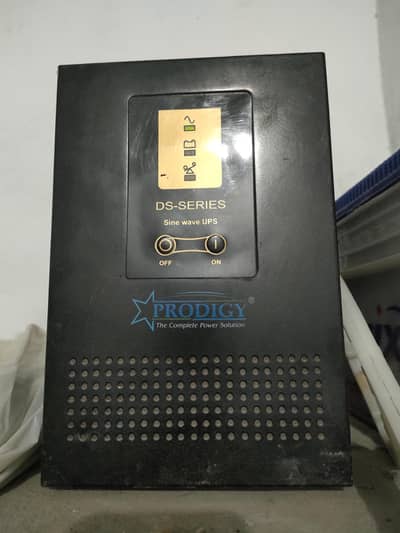 DS-SERIES
Sine wave UPS
OFF ON
PRODIGY®
The Complete Power Solution